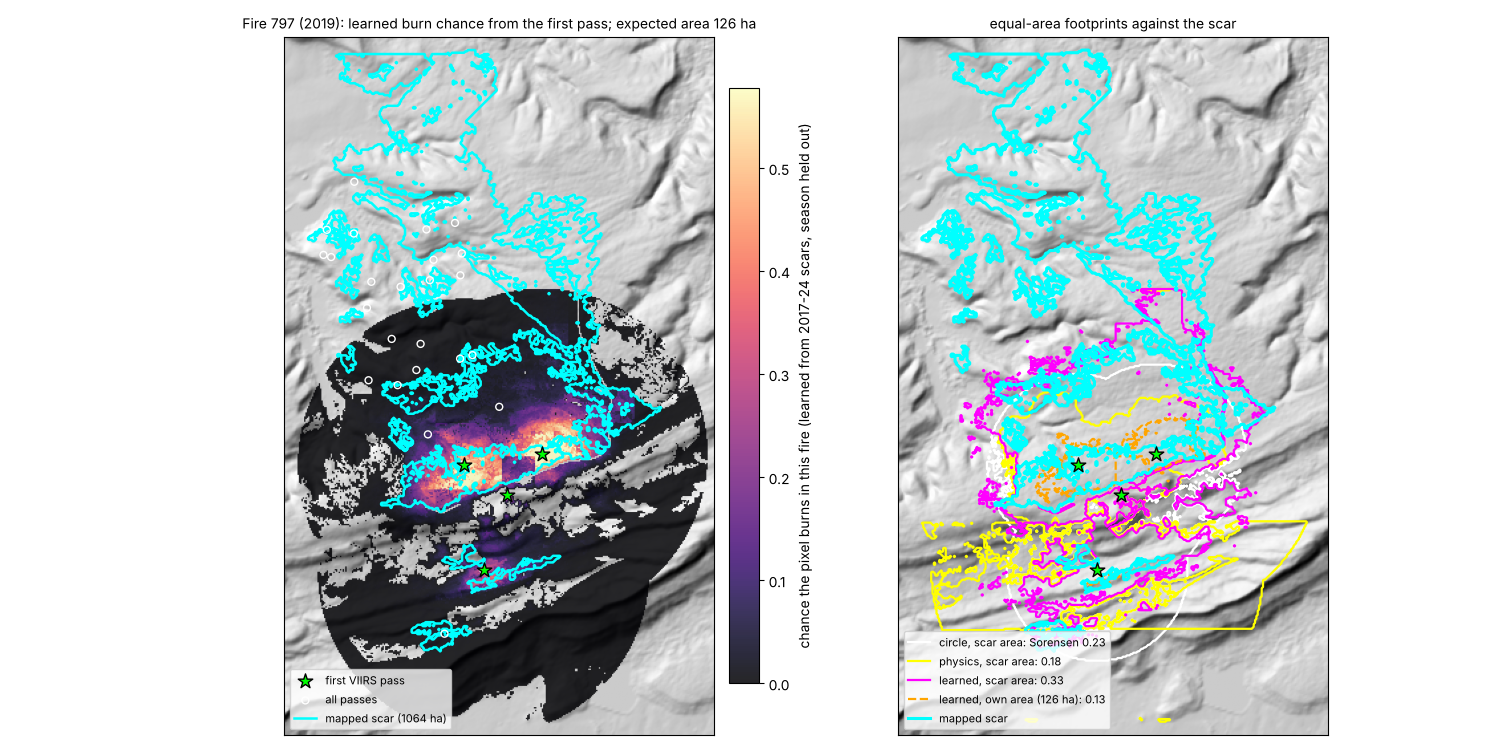 Fire 797 (2019): learned burn chance from the first pass; expected area 126 ha
equal-area footprints against the scar
0.5
0.4
0.3
0.2
0.1
0.0
chance the pixel burns in this fire (learned from 2017-24 scars, season held out)
first VIIRS pass
all passes
mapped scar (1064 ha)
circle, scar area: Sorensen 0.23
physics, scar area: 0.18
learned, scar area: 0.33
learned, own area (126 ha): 0.13
mapped scar